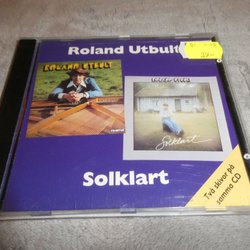 Roland Utbult
ROLAND UTBULT
Solklart
Solklart
Två skivor på
samma CD